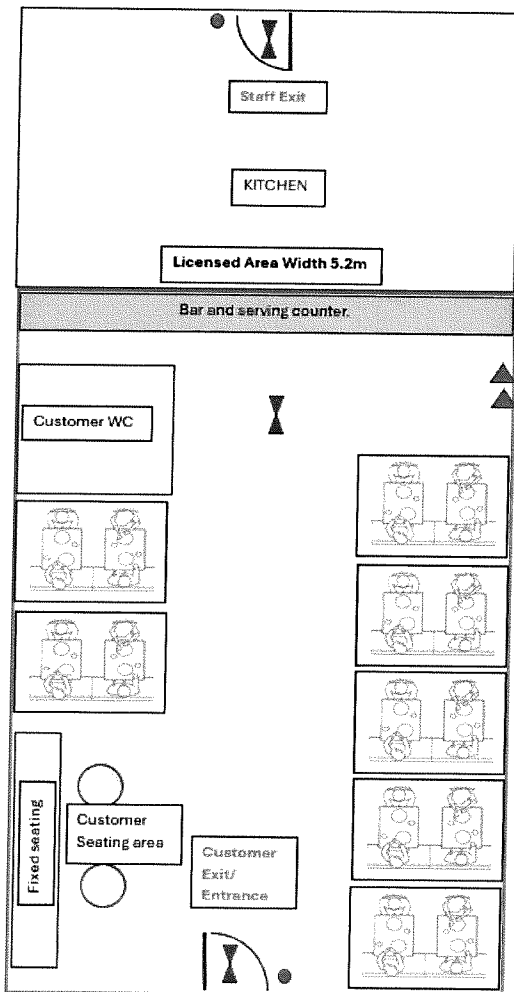 Staff Exit
KITCHEN
Licensed Area Width 5.2m
Bar and serving counter.
Customer WC
Fixed seating
Customer
Seating area
Customer
Exit/
Entrance